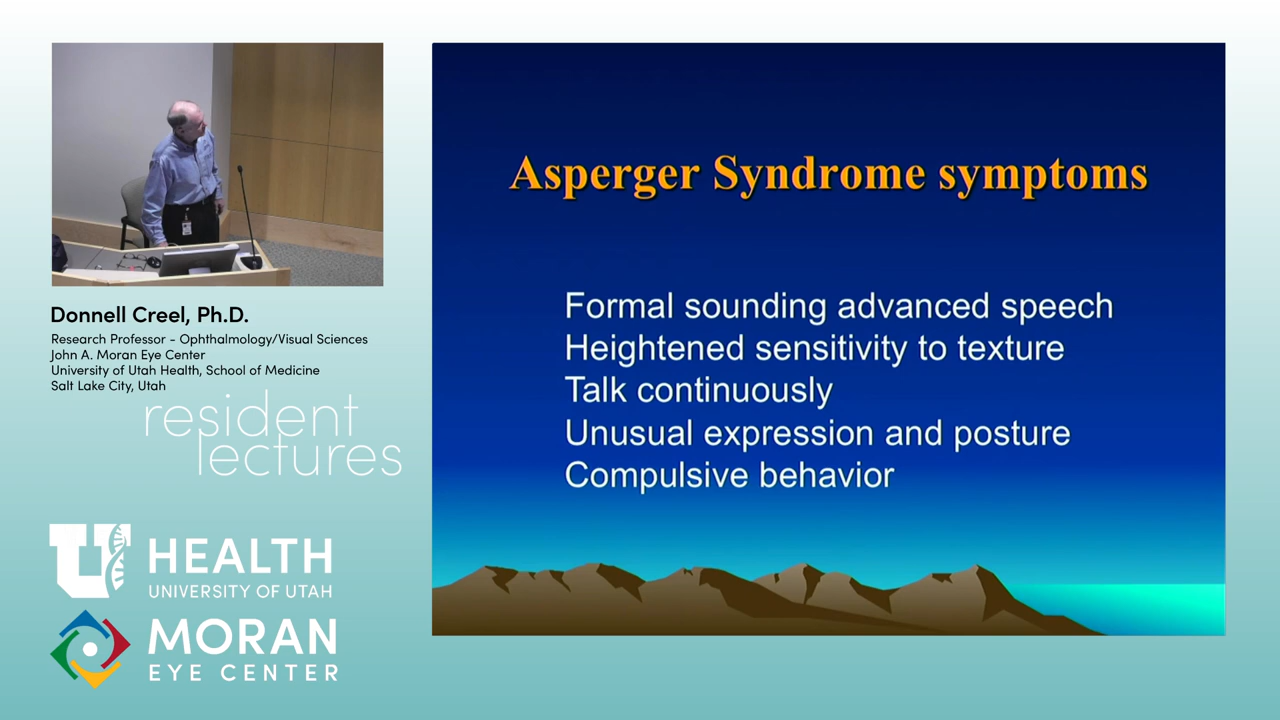 Donnell Creel, Ph.D.
Research Professor - Ophthalmology/Visual Sciences
John A. Moran Eye Center
University of Utah Health, School of Medicine
Salt Lake City, Utah
resident
lectures
U HEALTH
UNIVERSITY OF UTAH
MORAN
EYE CENTER
Asperger Syndrome symptoms
Formal sounding advanced speech
Heightened sensitivity to texture
Talk continuously
Unusual expression and posture
Compulsive behavior